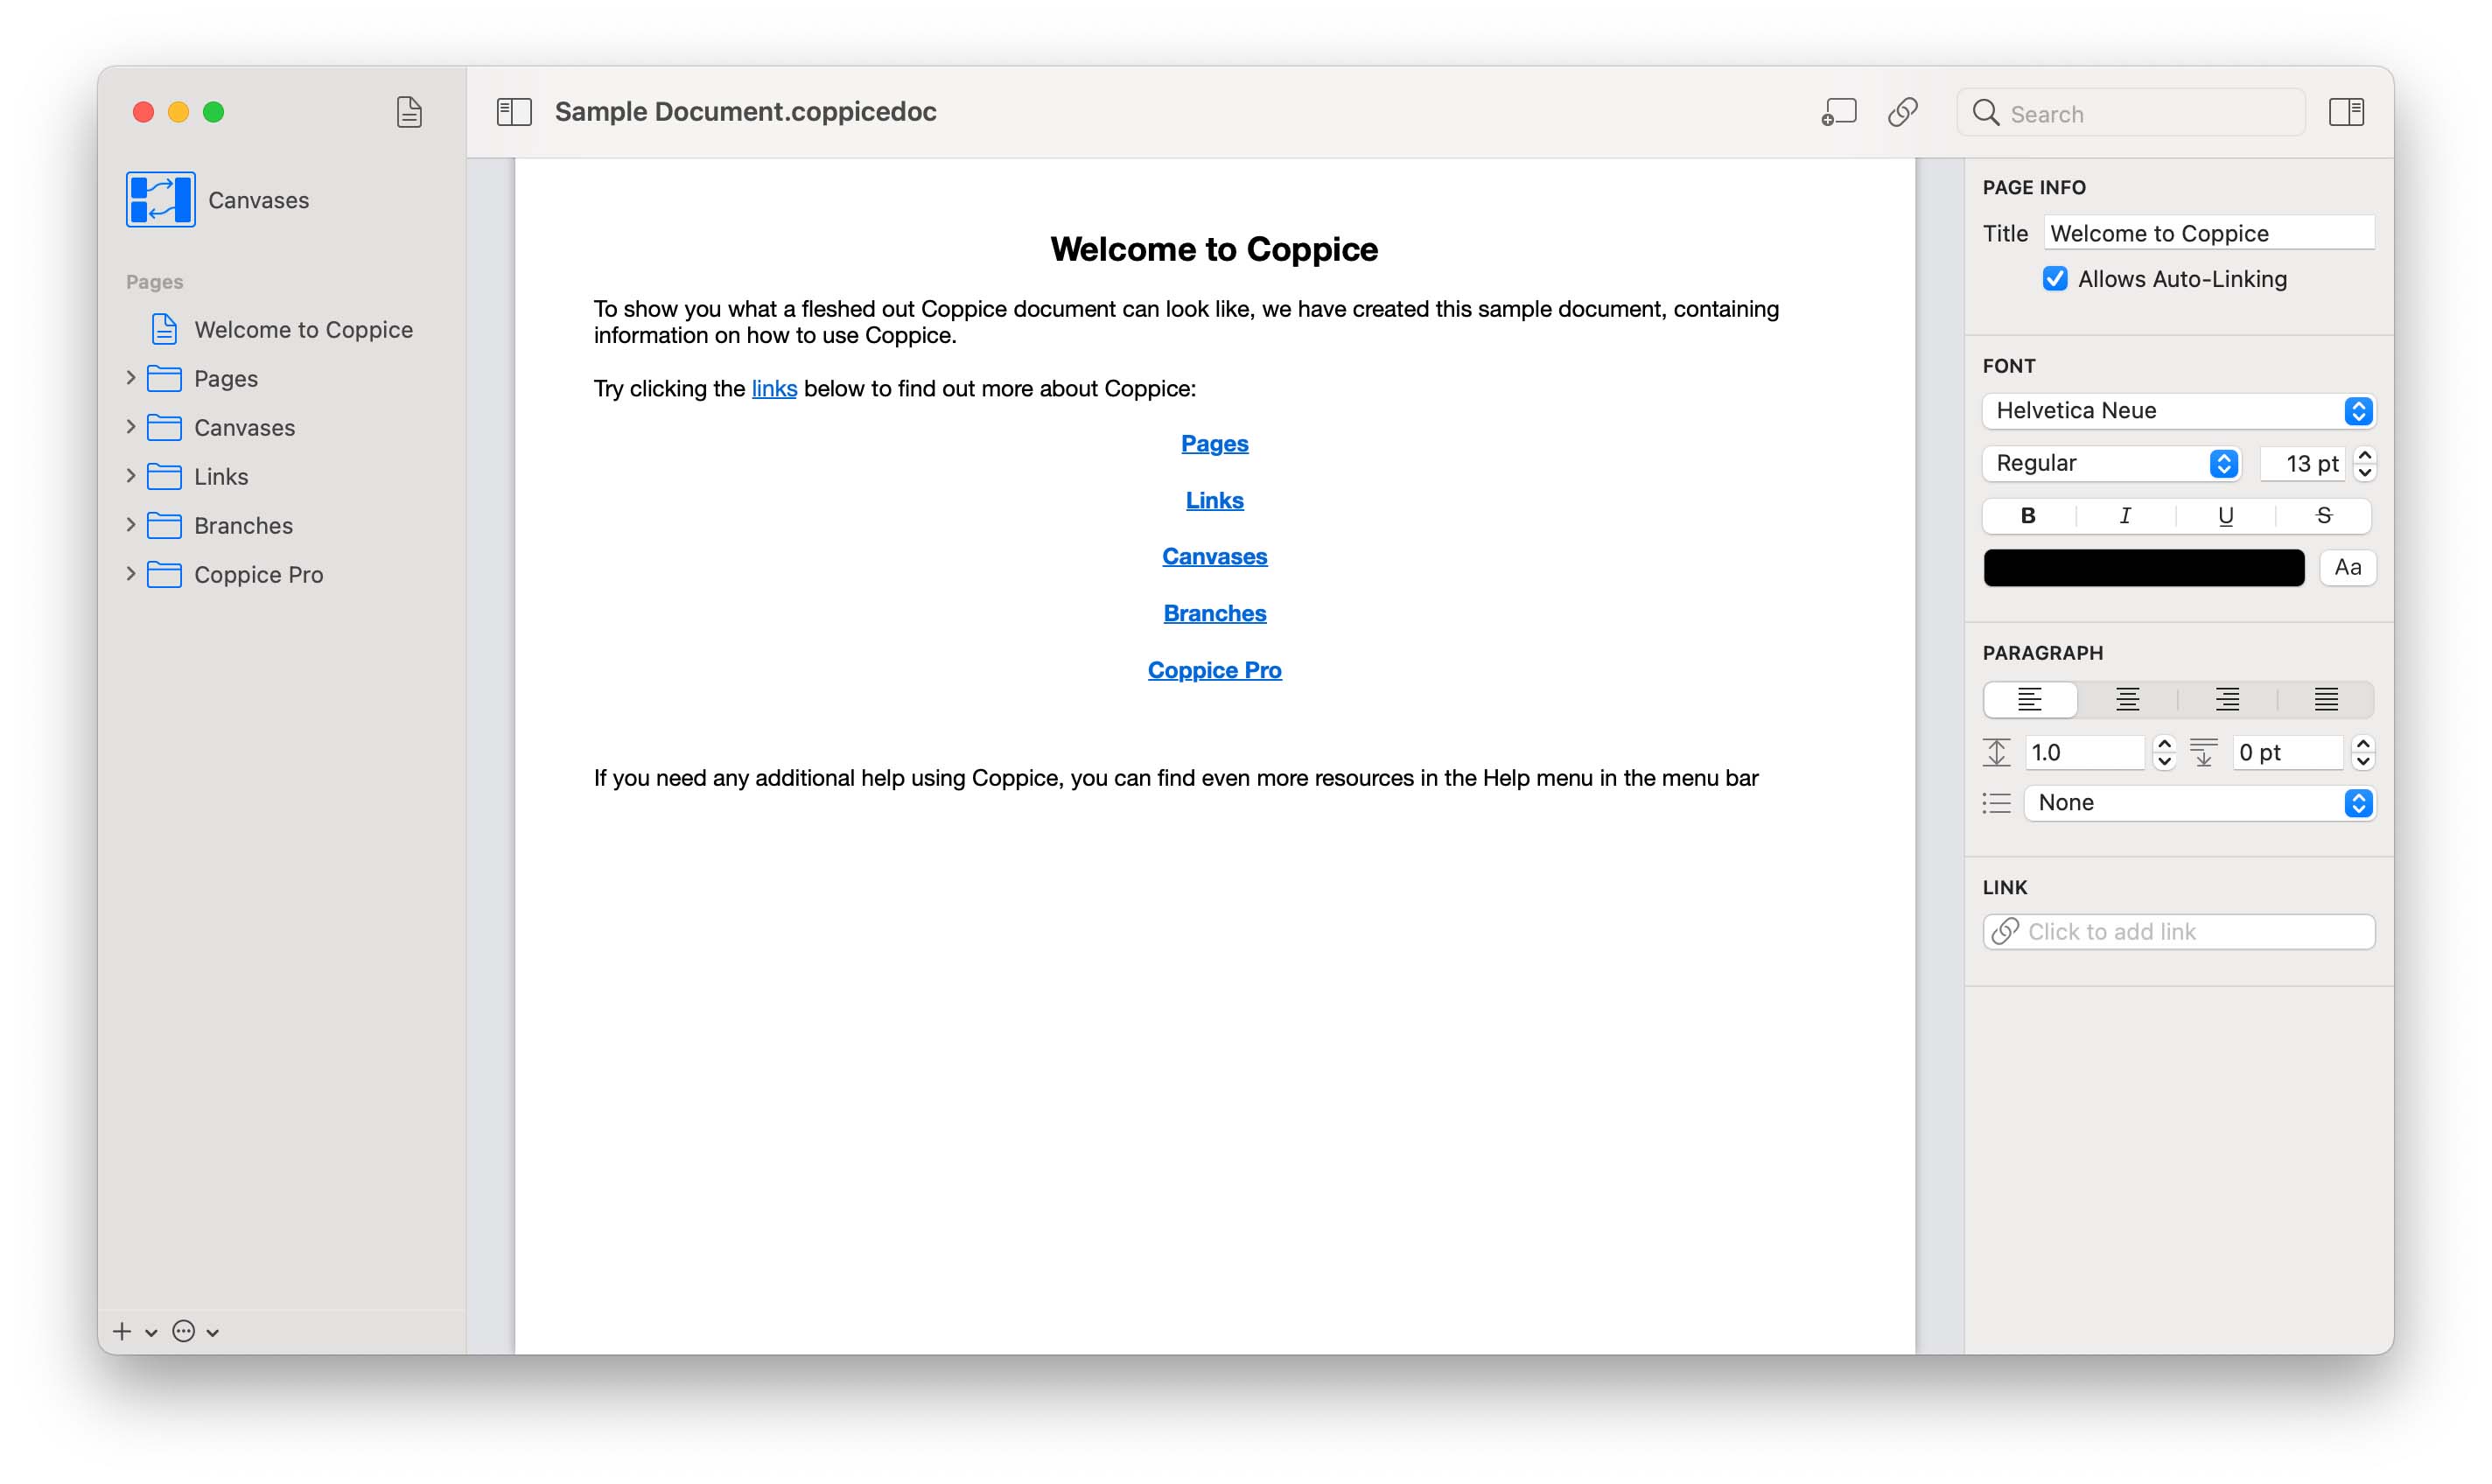 Sample Document.coppicedoc
Search
Canvases
Pages
Welcome to Coppice
Pages
Canvases
Links
Branches
Coppice Pro
Welcome to Coppice
To show you what a fleshed out Coppice document can look like, we have created this sample document, containing
information on how to use Coppice.
Try clicking the links below to find out more about Coppice:
Pages
Links
Canvases
Branches
Coppice Pro
If you need any additional help using Coppice, you can find even more resources in the Help menu in the menu bar
PAGE INFO
Title Welcome to Coppice
Allows Auto-Linking
FONT
Helvetica Neue
Regular 13 pt
B I U S
Aa
PARAGRAPH
1.0 0 pt
None
LINK
Click to add link